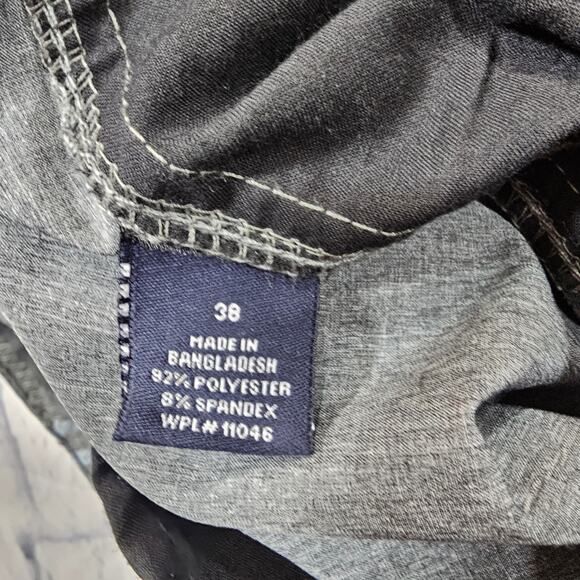 38
MADE IN
BANGLADESH
92% POLYESTER
8% SPANDEX
WPL# 11046